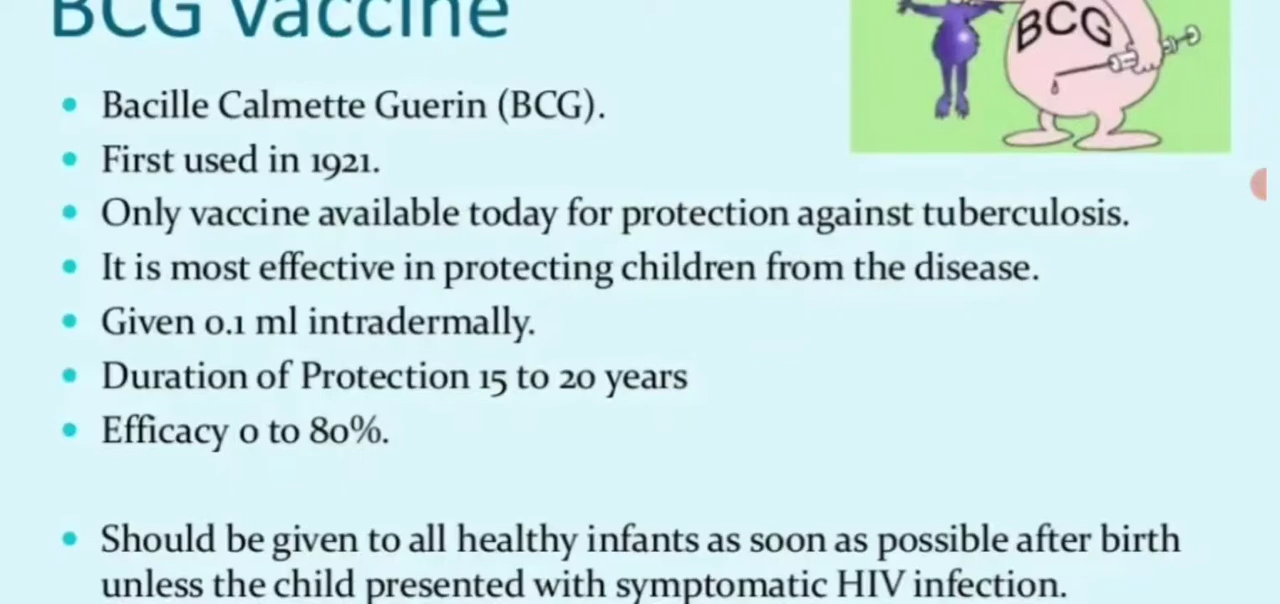 BCG vaccine
BCG
Bacille Calmette Guerin (BCG).
First used in 1921.
Only vaccine available today for protection against tuberculosis.
It is most effective in protecting children from the disease.
Given 0.1 ml intradermally.
Duration of Protection 15 to 20 years
Efficacy 0 to 80%.
Should be given to all healthy infants as soon as possible after birth
unless the child presented with symptomatic HIV infection.